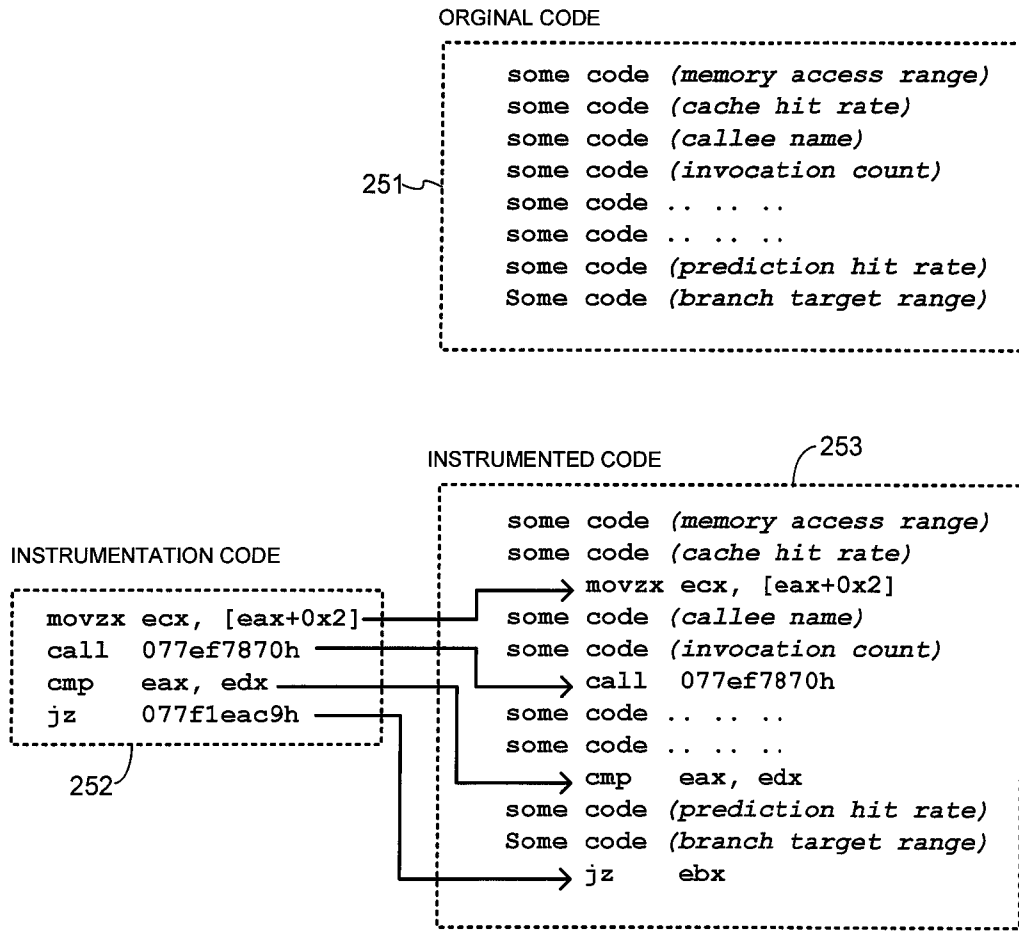 ORGINAL CODE
some code (memory access range)
some code (cache hit rate)
some code (callee name)
some code (invocation count)
some code .. .. ..
some code .. .. ..
some code (prediction hit rate)
Some code (branch target range)
251
253
INSTRUMENTED CODE
some code (memory access range)
some code (cache hit rate)
movzx ecx, [eax+0x2]
some code (callee name)
some code (invocation count)
call 077ef7870h
some code .. .. ..
some code .. .. ..
cmp eax, edx
some code (prediction hit rate)
Some code (branch target range)
jz ebx
INSTRUMENTATION CODE
movzx ecx, [eax+0x2]
call 077ef7870h
cmp eax, edx
jz 077f1eac9h
252